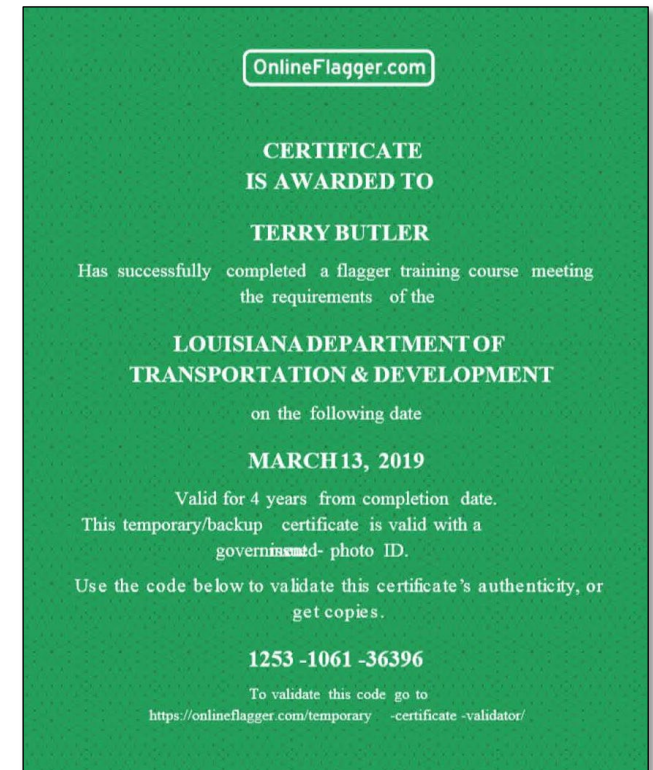 OnlineFlagger.com
CERTIFICATE
IS AWARDED TO
TERRY BUTLER
Has successfully completed a flagger training course meeting
the requirements of the
LOUISIANA DEPARTMENT OF
TRANSPORTATION & DEVELOPMENT
on the following date
MARCH 13, 2019
Valid for 4 years from completion date.
This temporary/backup certificate is valid with a
photo ID.
Use the code below to validate this certificate's authenticity, or
get copies.
1253 -1061 -36396
To validate this code go to
https://onlineflagger.com/temporary -certificate -validator/